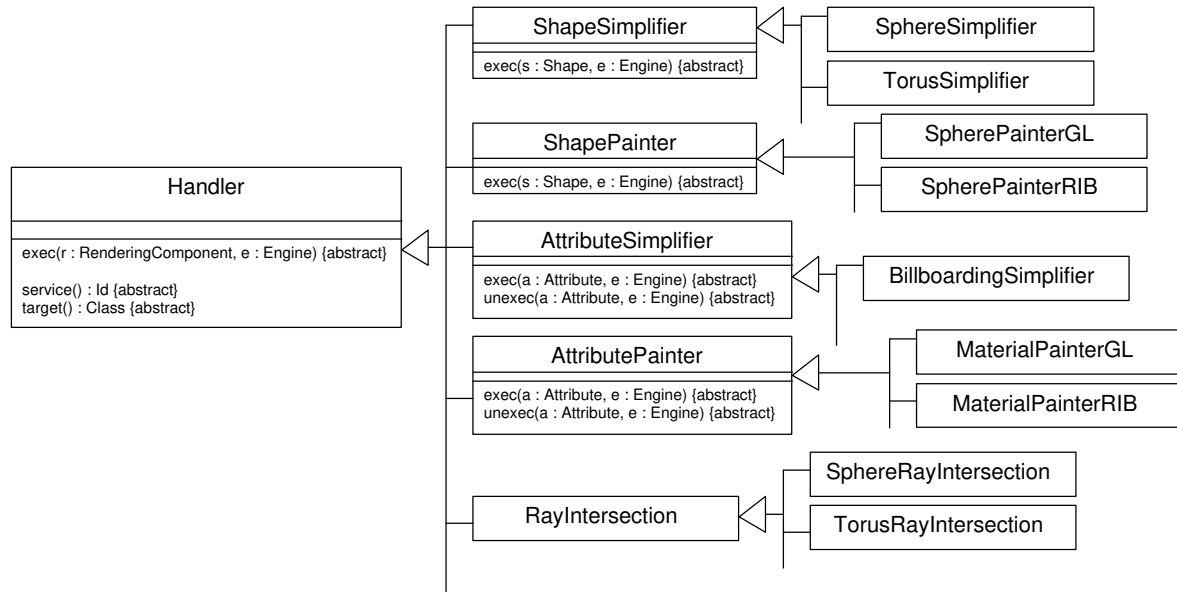 Handler
exec(r : RenderingComponent, e : Engine) {abstract}
service() : Id {abstract}
target() : Class {abstract}
ShapeSimplifier
exec(s : Shape, e : Engine) {abstract}
SphereSimplifier
TorusSimplifier
ShapePainter
exec(s : Shape, e : Engine) {abstract}
SpherePainterGL
SpherePainterRIB
AttributeSimplifier
exec(a : Attribute, e : Engine) {abstract}
unexec(a : Attribute, e : Engine) {abstract}
BillboardingSimplifier
AttributePainter
exec(a : Attribute, e : Engine) {abstract}
unexec(a : Attribute, e : Engine) {abstract}
MaterialPainterGL
MaterialPainterRIB
RayIntersection
SphereRayIntersection
TorusRayIntersection